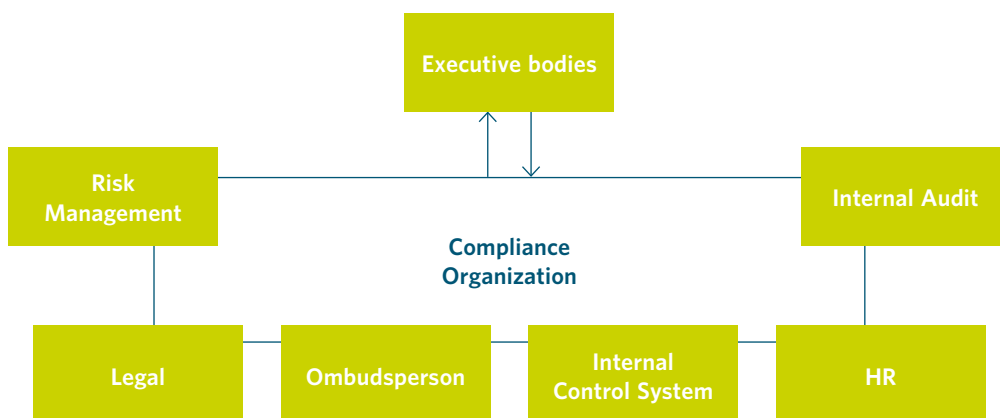 Executive bodies
Risk
Management
Internal Audit
Compliance
Organization
Legal
Ombudsperson
Internal
Control System
HR